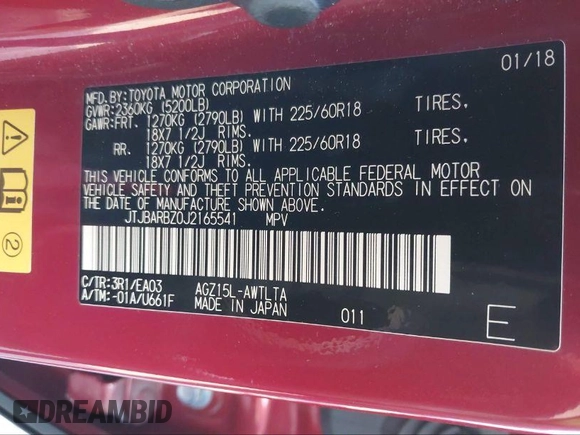 01/18
MFD.BY:TOYOTA MOTOR CORPORATION
GVWR:2360KG (5200LB)
GAWR:FRT. 1270KG (2790LB) WITH 225/60R18 TIRES,
18X7 1/2J RIMS.
RR. 1270KG (2790LB) WITH 225/60R18 TIRES,
18X7 1/2J RIMS.
THIS VEHICLE CONFORMS TO ALL APPLICABLE FEDERAL MOTOR
VEHICLE SAFETY AND THEFT PREVENTION STANDARDS IN EFFECT ON
THE DATE OF MANUFACTURE SHOWN ABOVE.
JTJBARBZ0J2165541 MPV
C/TR:3R1/EA03 AGZ15L-AWTLTA
A/TM:-01A/U661F MADE IN JAPAN 011 E
2
DREAMBID